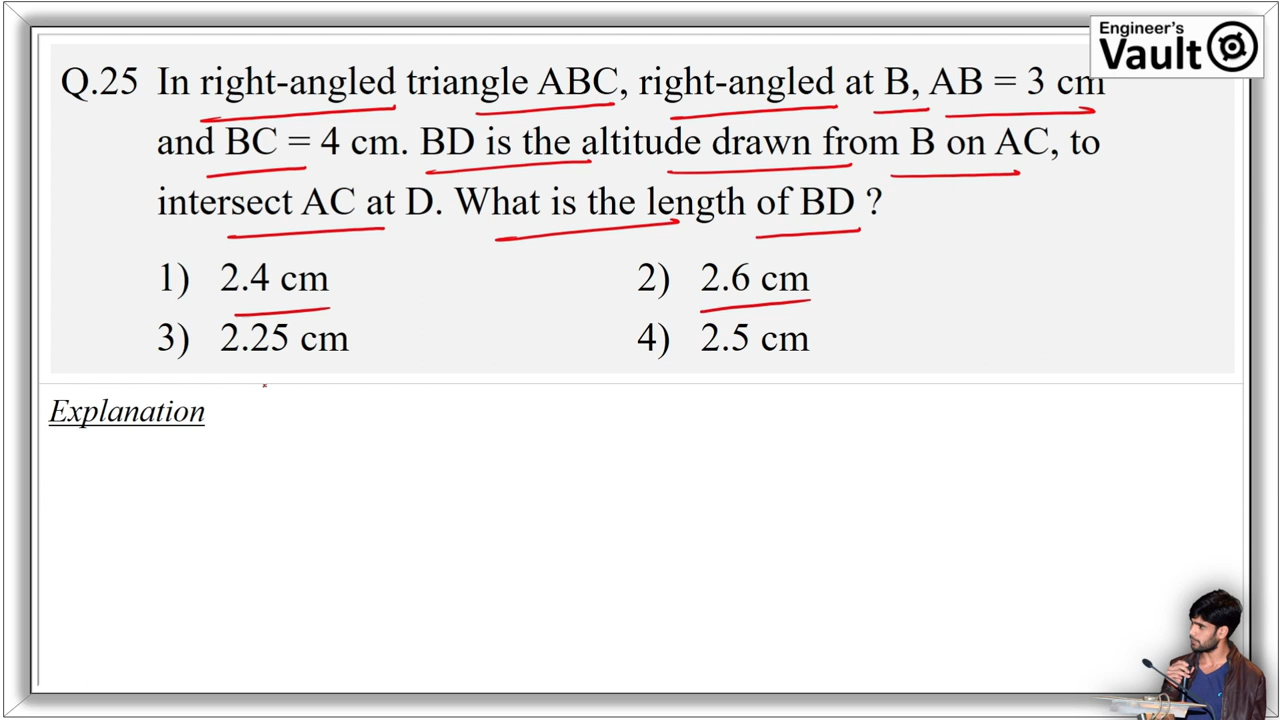 Engineer's
Vault
Q.25 In right-angled triangle ABC, right-angled at B, AB = 3 cm
and BC = 4 cm. BD is the altitude drawn from B on AC, to
intersect AC at D. What is the length of BD ?
1) 2.4 cm 2) 2.6 cm
3) 2.25 cm 4) 2.5 cm
Explanation